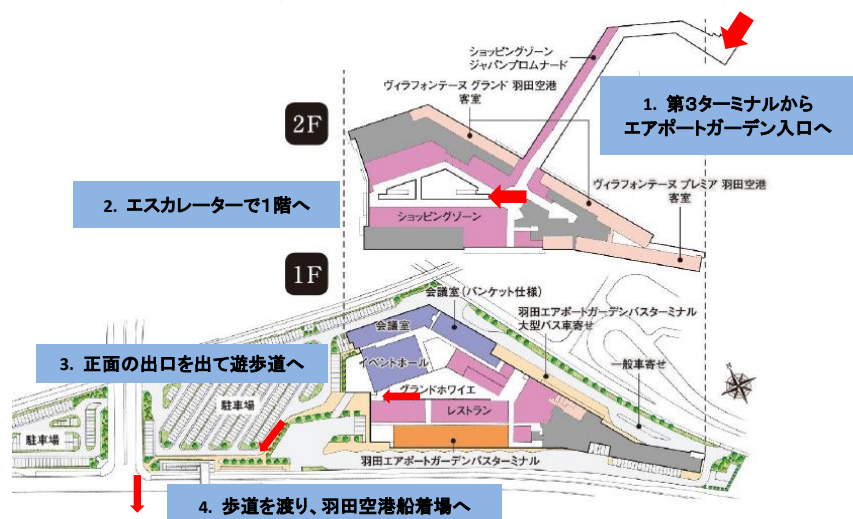 ショッピングゾーン
ジャパンプロムナード
ヴィラフォンテーヌ グランド 羽田空港
客室
1. 第3ターミナルから
エアポートガーデン入口へ
2F
ヴィラフォンテーヌ プレミア 羽田空港
客室
2. エスカレーターで1階へ
ショッピングゾーン
1F
会議室(バンケット仕様)
羽田エアポートガーデンバスターミナル
大型バス車寄せ
会議室
3. 正面の出口を出て遊歩道へ
イベントホール
一般車寄せ
グランドホワイエ
駐車場
レストラン
駐車場
羽田エアポートガーデンバスターミナル
4. 歩道を渡り、羽田空港船着場へ